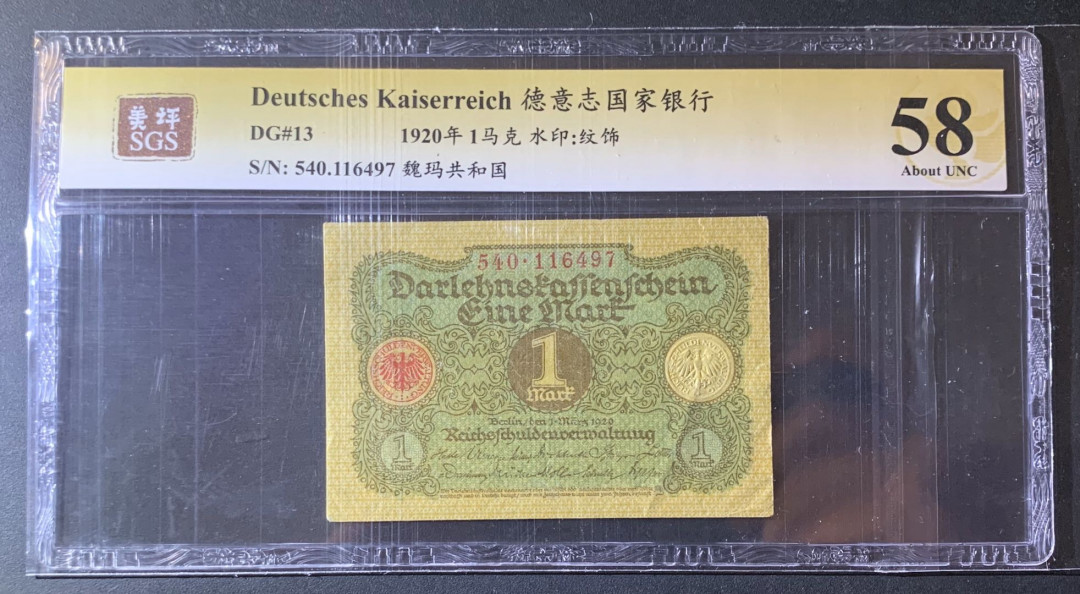 美评
SGS
Deutsches Kaiserreich 德意志国家银行
DG#13 1920年 1马克 水印:纹饰
S/N: 540.116497 魏玛共和国
58
About UNC
540·116497
Darlehnskassenschein
Eine Mark
1
Mark
Berlin, den 1. März 1920
Reichsschuldenverwaltung
1
Mark
1
Mark